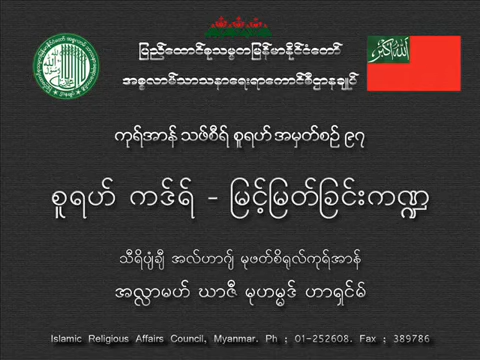 ပြည်ထောင်စုသမ္မတမြန်မာနိုင်ငံတော်
အစ္စလာမ်သာသနာရေးရာကောင်စီဌာနချုပ်
الله اكبر
ကုရ်အာန် သဖ်စီရ် စူရဟ် အမှတ်စဉ် ၉၇
စူရဟ် ကဒ်ရ် - မြင့်မြတ်ခြင်းကဏ္ဍ
သီရိပျံချီ အလ်ဟာဂျ် မုဖတ်စိရုလ်ကုရ်အာန်
အလ္လာမဟ် ဃာဇီ မုဟမ္မဒ် ဟာရှင်မ်
Islamic Religious Affairs Council, Myanmar. Ph ; 01-252608. Fax ; 389786